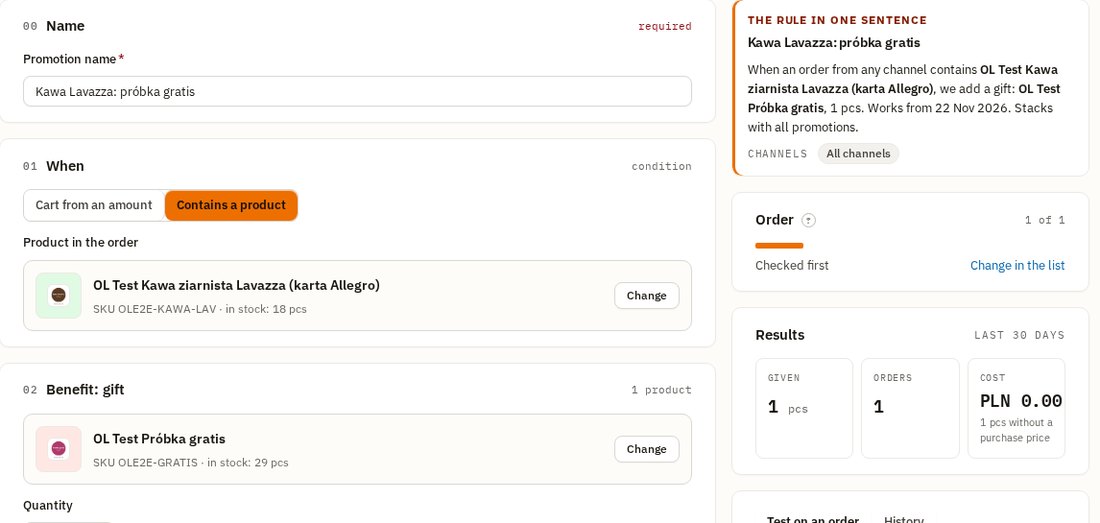 00 Name required
Promotion name *
Kawa Lavazza: próbka gratis
01 When condition
Cart from an amount Contains a product
Product in the order
OL Test Kawa ziarnista Lavazza (karta Allegro)
SKU OLE2E-KAWA-LAV · in stock: 18 pcs
Change
02 Benefit: gift 1 product
OL Test Próbka gratis
SKU OLE2E-GRATIS · in stock: 29 pcs
Change
Quantity
THE RULE IN ONE SENTENCE
Kawa Lavazza: próbka gratis
When an order from any channel contains OL Test Kawa
ziarnista Lavazza (karta Allegro), we add a gift: OL Test
Próbka gratis, 1 pcs. Works from 22 Nov 2026. Stacks
with all promotions.
CHANNELS All channels
Order ? 1 of 1
Checked first Change in the list
Results LAST 30 DAYS
GIVEN
1 pcs
ORDERS
1
COST
PLN 0.00
1 pcs without a
purchase price
Test on an order History